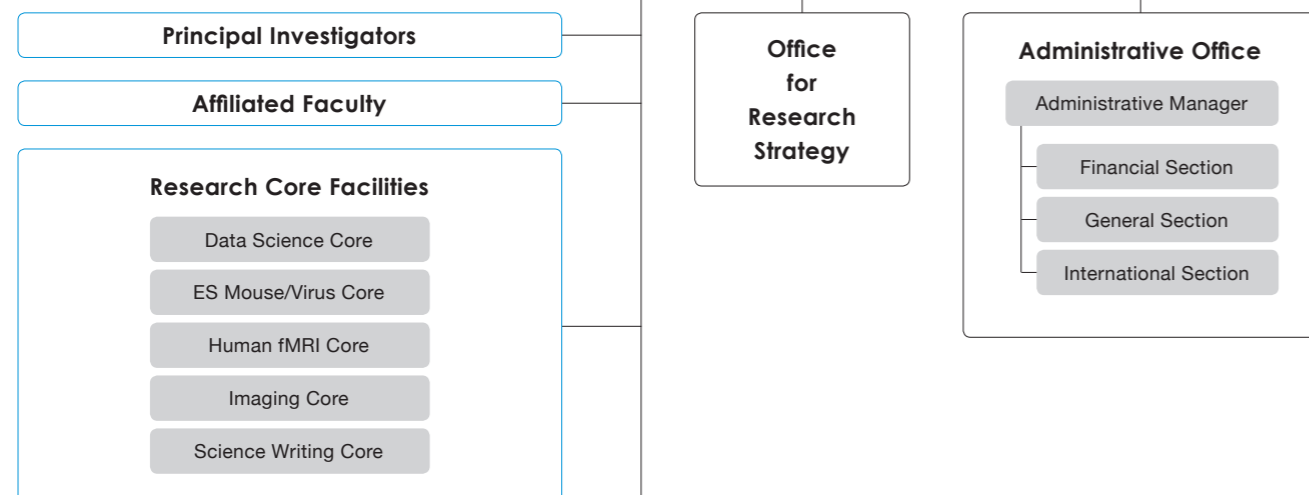 Principal Investigators
Affiliated Faculty
Research Core Facilities
Data Science Core
ES Mouse/Virus Core
Human fMRI Core
Imaging Core
Science Writing Core
Office
for
Research
Strategy
Administrative Office
Administrative Manager
Financial Section
General Section
International Section